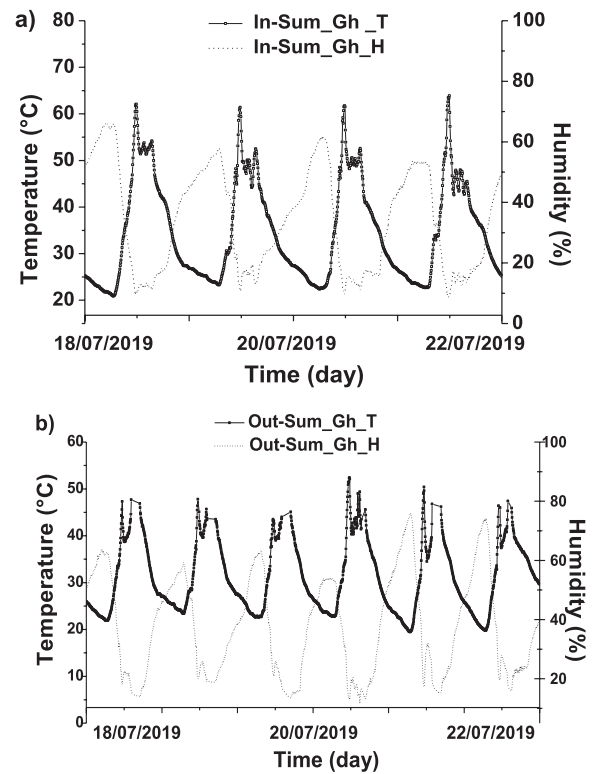 a)
In-Sum_Gh _T
In-Sum_Gh_H
80
70
60
50
40
30
20
Temperature (°C)
100
80
60
40
20
0
Humidity (%)
18/07/2019
20/07/2019
22/07/2019
Time (day)
b)
Out-Sum_Gh_T
Out-Sum_Gh_H
60
50
40
30
20
10
0
Temperature (°C)
100
80
60
40
20
Humidity (%)
18/07/2019
20/07/2019
22/07/2019
Time (day)